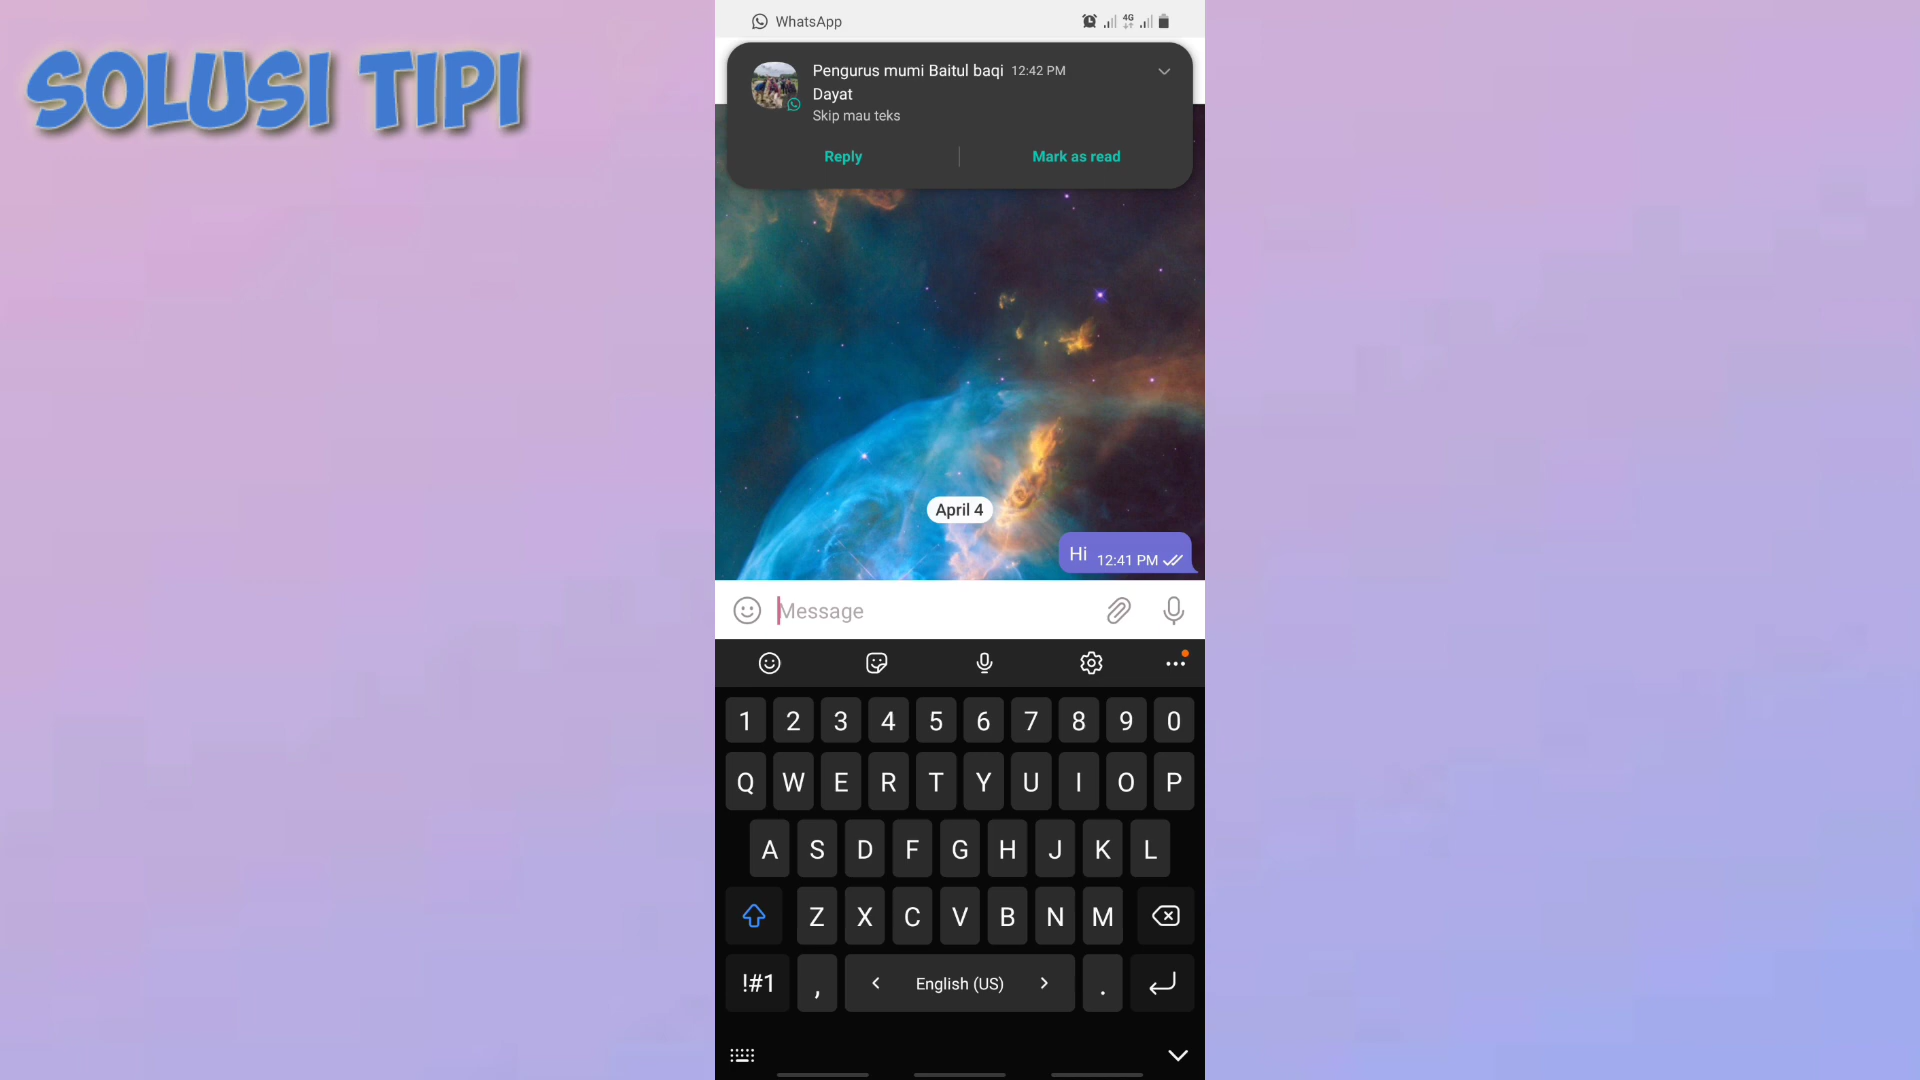 SOLUSI TIPI
WhatsApp
4G
Pengurus mumi Baitul baqi 12:42 PM
Dayat
Skip mau teks
Reply
Mark as read
April 4
Hi 12:41 PM
Message
1 2 3 4 5 6 7 8 9 0
Q W E R T Y U I O P
A S D F G H J K L
Z X C V B N M
!#1 , < English (US) > .